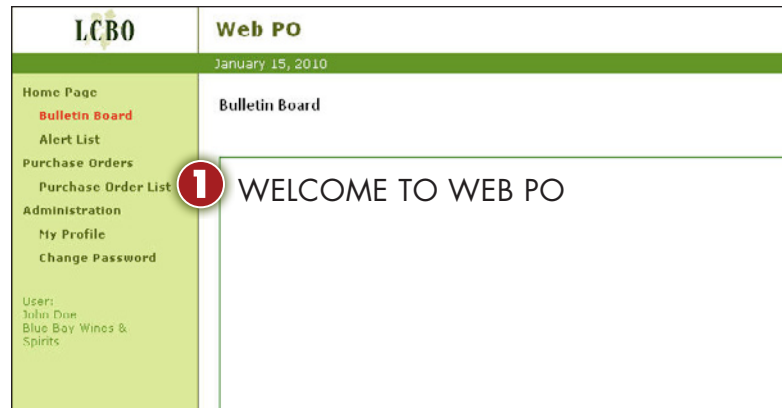 LCBO
Web PO
January 15, 2010
Home Page
Bulletin Board
Alert List
Purchase Orders
Purchase Order List
Administration
My Profile
Change Password
User:
John Doe
Blue Bay Wines &
Spirits
Bulletin Board
1
WELCOME TO WEB PO